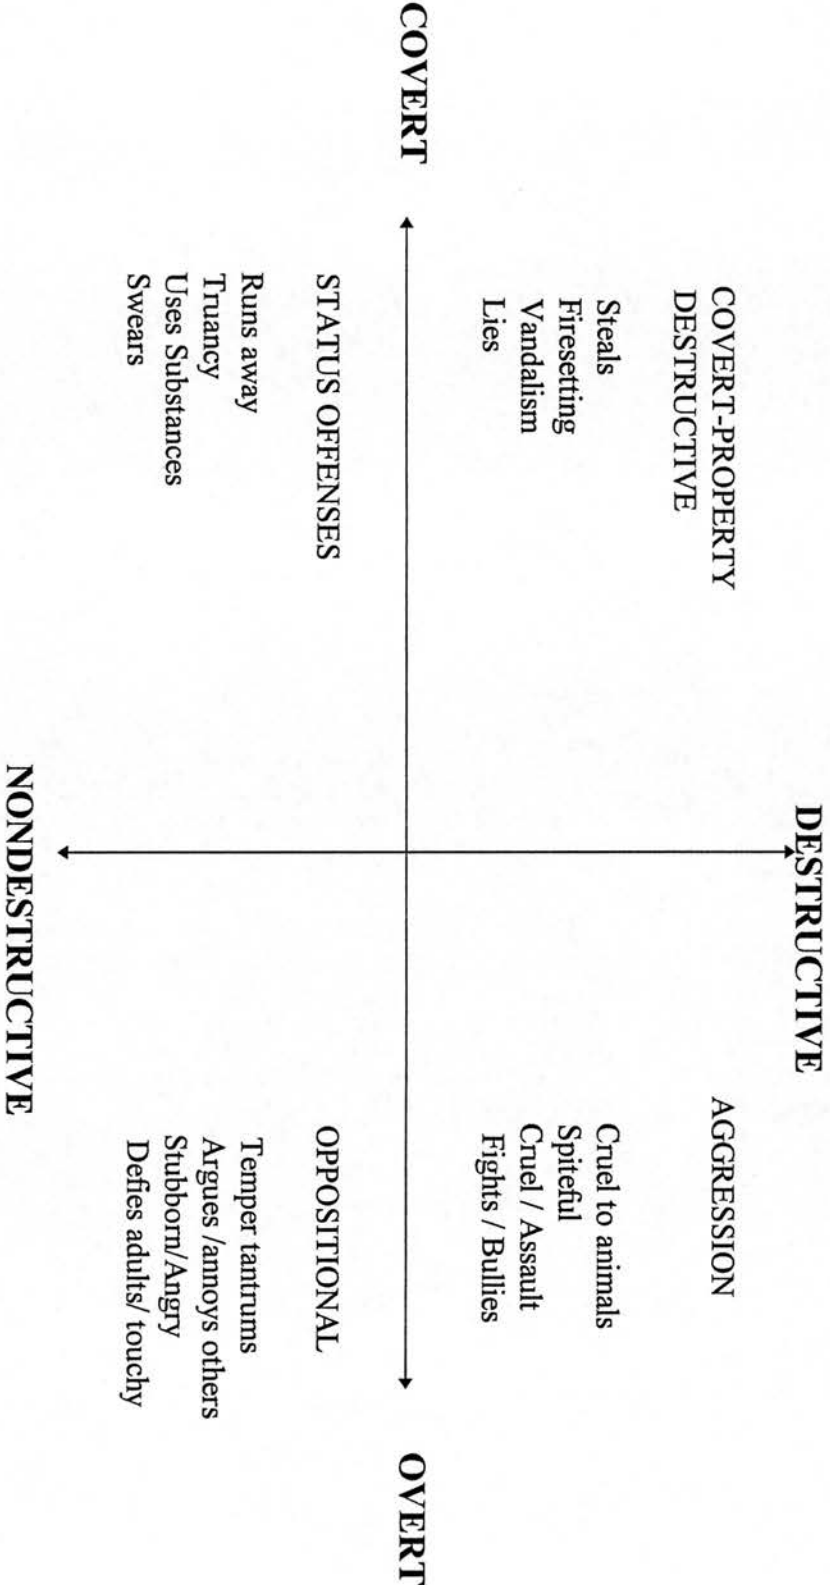 DESTRUCTIVE
COVERT-PROPERTY
DESTRUCTIVE
Steals
Firesetting
Vandalism
Lies
AGGRESSION
Cruel to animals
Spiteful
Cruel / Assault
Fights / Bullies
COVERT
OVERT
STATUS OFFENSES
Runs away
Truancy
Uses Substances
Swears
OPPOSITIONAL
Temper tantrums
Argues /annoys others
Stubborn/Angry
Defies adults/ touchy
NONDESTRUCTIVE